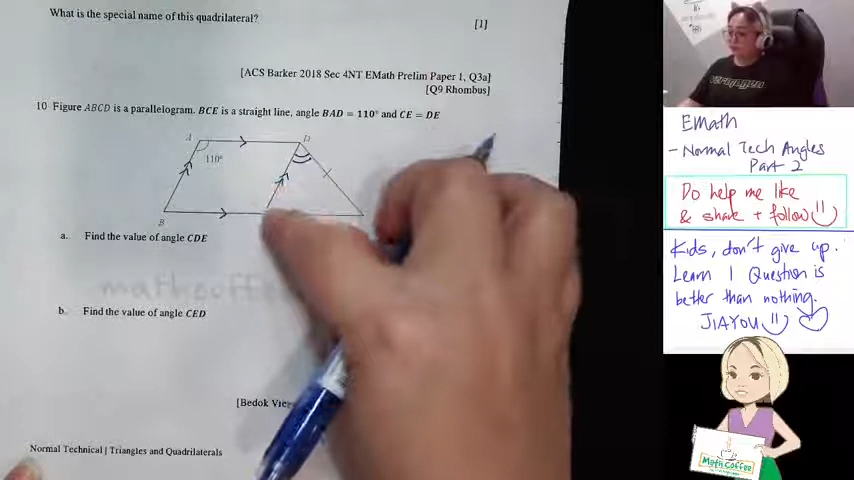 What is the special name of this quadrilateral?
[1]
[ACS Barker 2018 Sec 4NT EMath Prelim Paper 1, Q3a]
[Q9 Rhombus]
10 Figure ABCD is a parallelogram. BCE is a straight line, angle BAD = 110° and CE = DE
A
D
110°
B
a. Find the value of angle CDE
mathcoffe
b. Find the value of angle CED
[Bedok
Normal Technical | Triangles and Quadrilaterals
EMath
- Normal Tech Angles
Part 2
Do help me like
& share + follow
Kids, don't give up.
Learn 1 Question is
better than nothing.
JIAYOU
Math Coffee